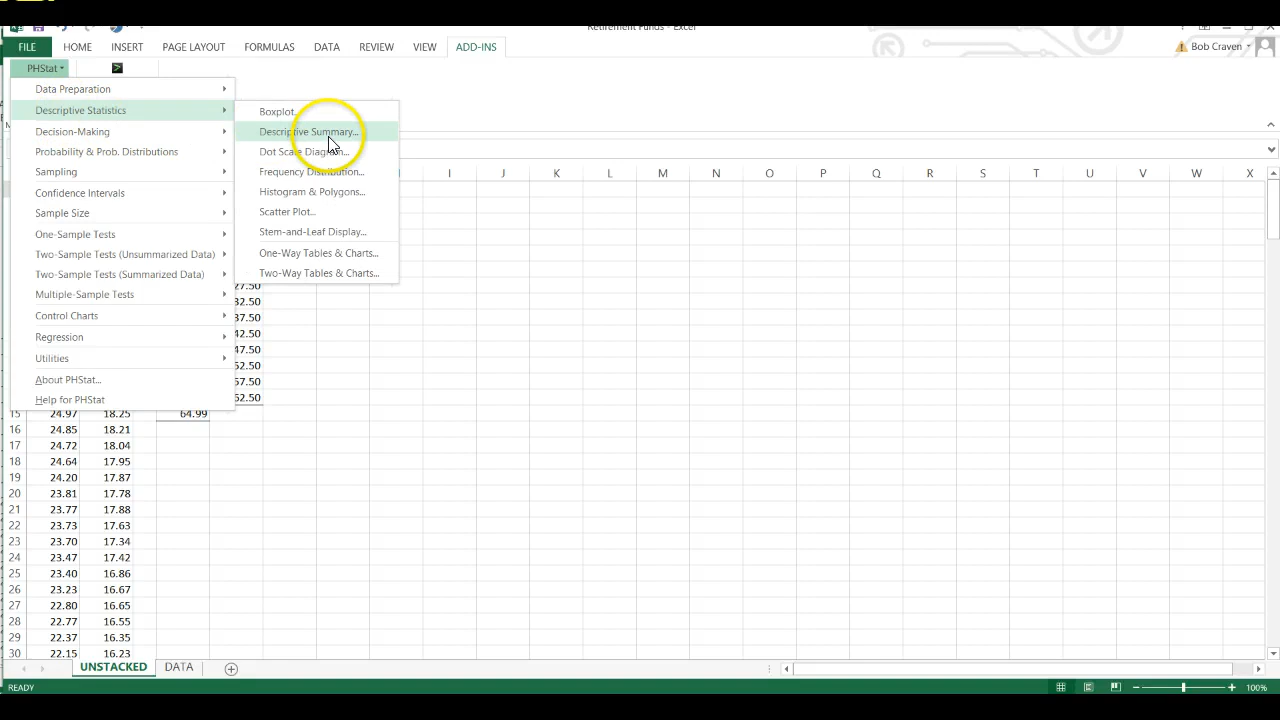 Retirement Funds - Excel
FILE HOME INSERT PAGE LAYOUT FORMULAS DATA REVIEW VIEW ADD-INS Bob Craven
PHStat
Data Preparation
Descriptive Statistics
Decision-Making
Probability & Prob. Distributions
Sampling
Confidence Intervals
Sample Size
One-Sample Tests
Two-Sample Tests (Unsummarized Data)
Two-Sample Tests (Summarized Data)
Multiple-Sample Tests
Control Charts
Regression
Utilities
About PHStat...
Help for PHStat
Boxplot...
Descriptive Summary...
Dot Scale Diagram...
Frequency Distribution...
Histogram & Polygons...
Scatter Plot...
Stem-and-Leaf Display...
One-Way Tables & Charts...
Two-Way Tables & Charts...
I J K L M N O P Q R S T U V W X
32.50
37.50
42.50
47.50
52.50
57.50
62.50
15 24.97 18.25 64.99
16 24.85 18.21
17 24.72 18.04
18 24.64 17.95
19 24.20 17.87
20 23.81 17.78
21 23.77 17.88
22 23.73 17.63
23 23.70 17.34
24 23.47 17.42
25 23.40 16.86
26 23.23 16.67
27 22.80 16.65
28 22.77 16.55
29 22.37 16.35
30 22.15 16.23
UNSTACKED DATA
READY 100%